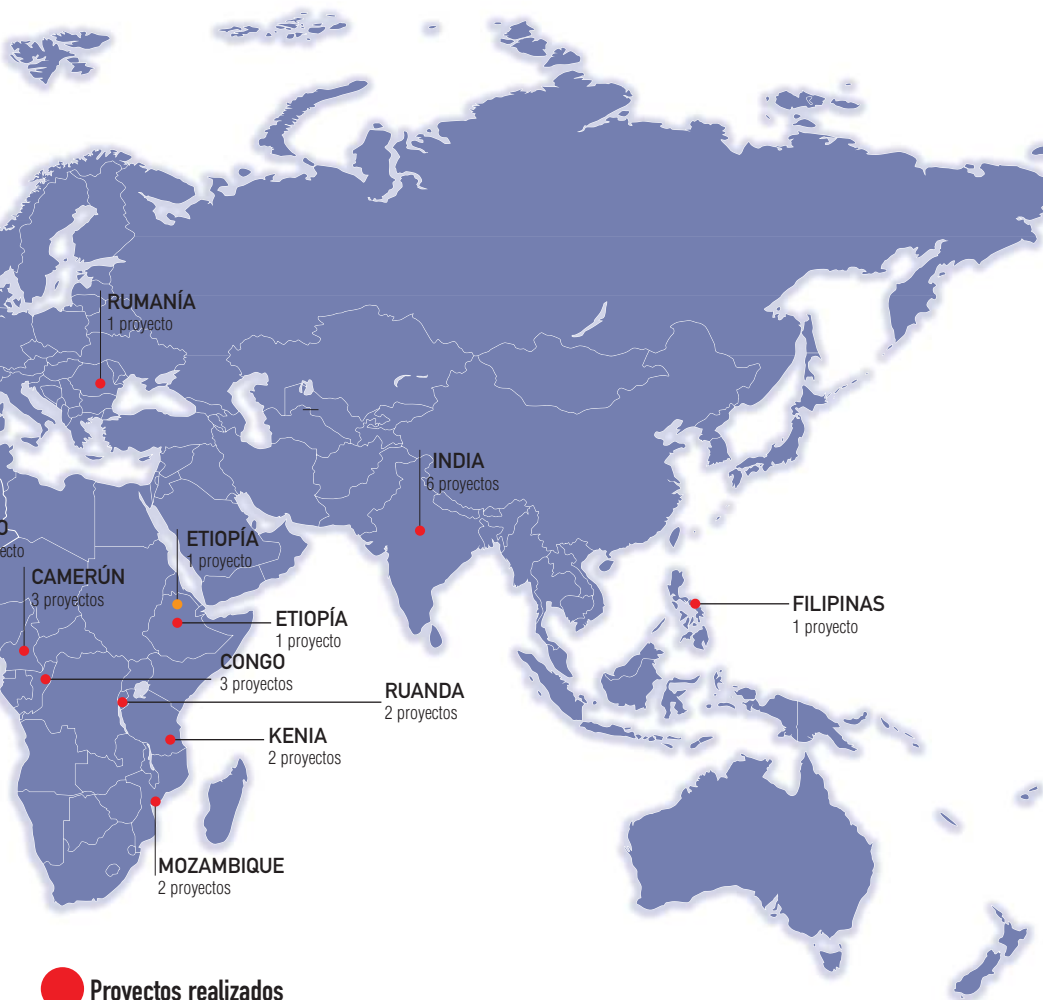 RUMANÍA
1 proyecto
INDIA
6 proyectos
O
ecto
ETIOPÍA
1 proyecto
CAMERÚN
3 proyectos
ETIOPÍA
1 proyecto
FILIPINAS
1 proyecto
CONGO
3 proyectos
RUANDA
2 proyectos
KENIA
2 proyectos
MOZAMBIQUE
2 proyectos
Proyectos realizados